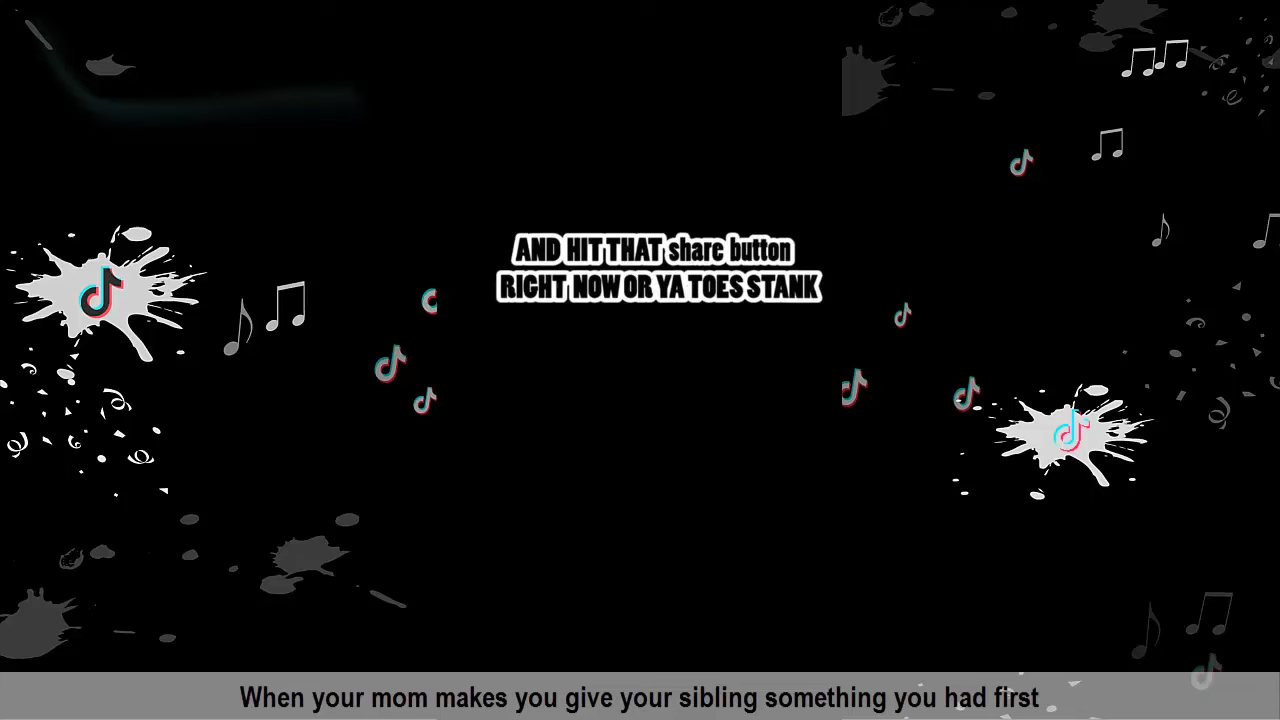 AND HIT THAT share button
RIGHT NOW OR YA TOES STANK
When your mom makes you give your sibling something you had first